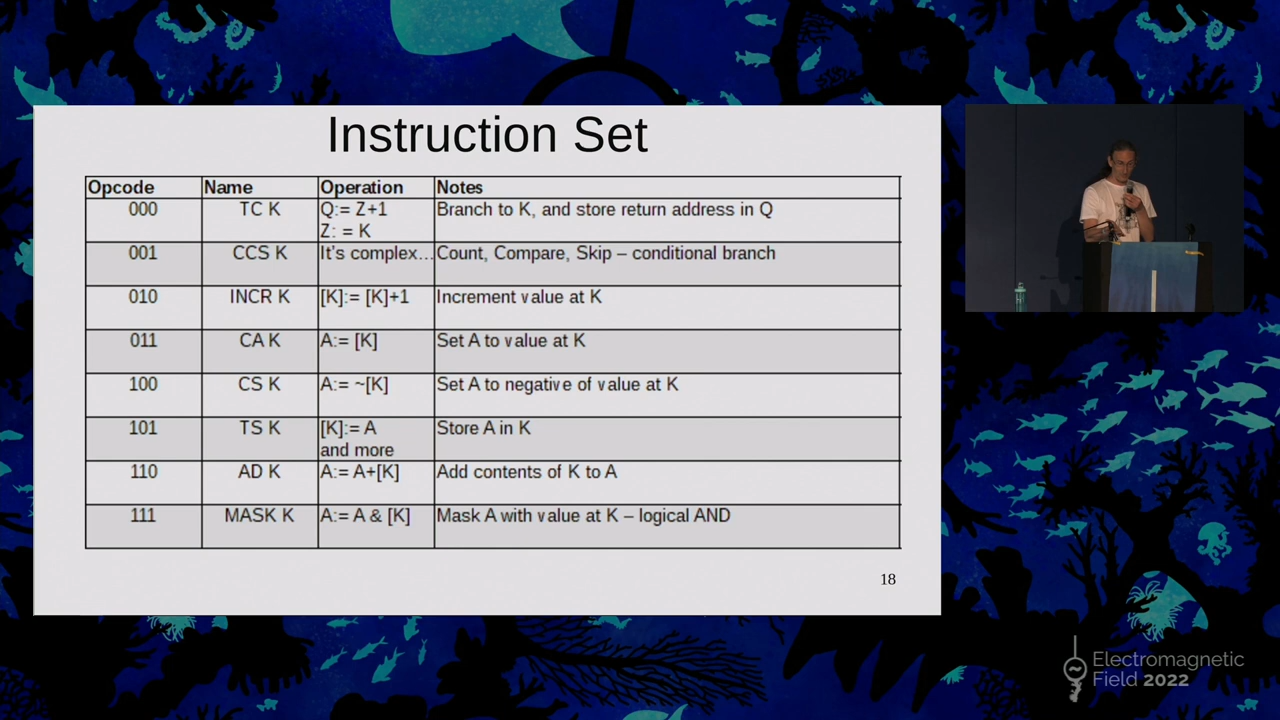 Instruction Set
Opcode Name Operation Notes
000 TC K Q:= Z+1 Branch to K, and store return address in Q
Z: = K
001 CCS K It's complex... Count, Compare, Skip – conditional branch
010 INCR K [K]:= [K]+1 Increment value at K
011 CA K A:= [K] Set A to value at K
100 CS K A:= ~[K] Set A to negative of value at K
101 TS K [K]:= A Store A in K
and more
110 AD K A:= A+[K] Add contents of K to A
111 MASK K A:= A & [K] Mask A with value at K – logical AND
18
Electromagnetic
Field 2022